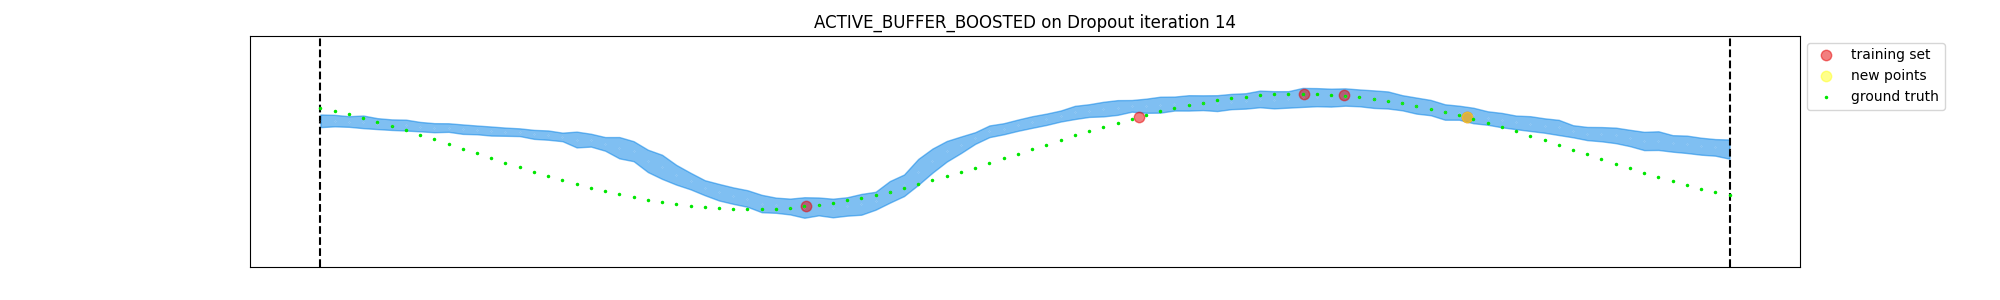 ACTIVE_BUFFER_BOOSTED on Dropout iteration 14
training set
new points
ground truth